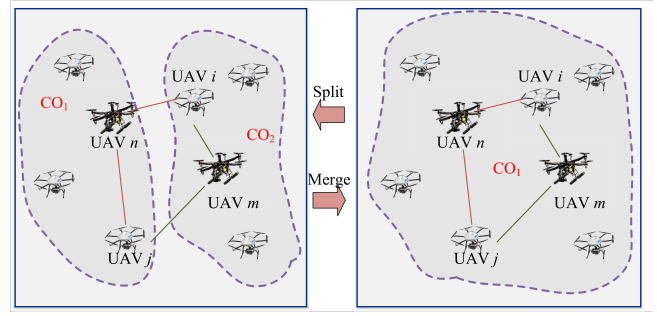 UAV i
CO1
UAV n
CO2
UAV m
UAV j
Split
Merge
UAV i
UAV n
CO1
UAV m
UAV j